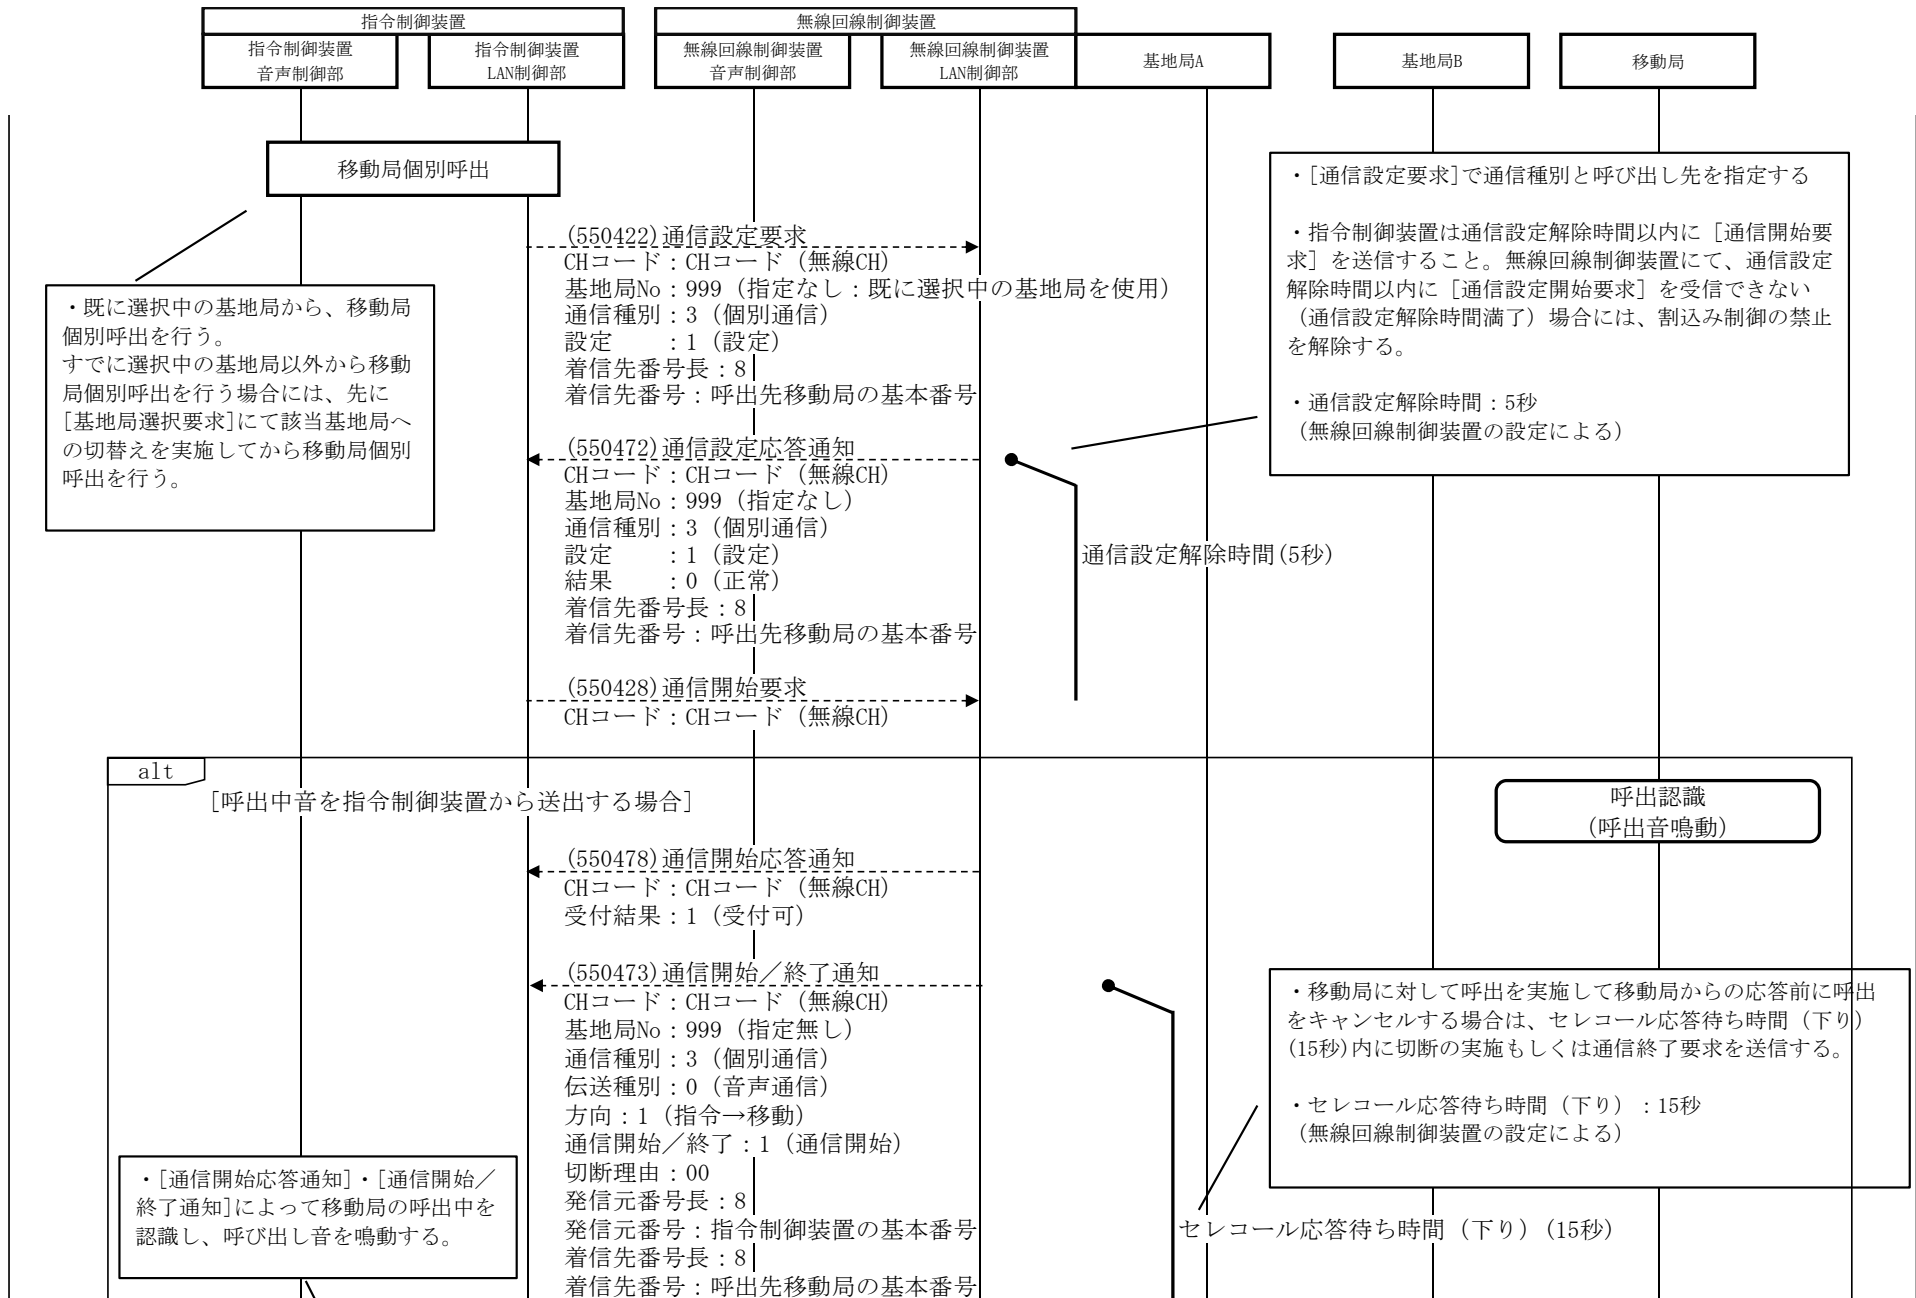 指令制御装置
無線回線制御装置
指令制御装置
音声制御部
指令制御装置
LAN制御部
無線回線制御装置
音声制御部
無線回線制御装置
LAN制御部
基地局A
基地局B
移動局
移動局個別呼出
・[通信設定要求]で通信種別と呼び出し先を指定する
・指令制御装置は通信設定解除時間以内に［通信開始要
求］を送信すること。無線回線制御装置にて、通信設定
解除時間以内に［通信設定開始要求］を受信できない
（通信設定解除時間満了）場合には、割込み制御の禁止
を解除する。
・通信設定解除時間：5秒
（無線回線制御装置の設定による）
・既に選択中の基地局から、移動局
個別呼出を行う。
すでに選択中の基地局以外から移動
局個別呼出を行う場合には、先に
[基地局選択要求]にて該当基地局へ
の切替えを実施してから移動局個別
呼出を行う。
(550422)通信設定要求
CHコード：CHコード（無線CH）
基地局No：999（指定なし：既に選択中の基地局を使用）
通信種別：3（個別通信）
設定　　：1（設定）
着信先番号長：8
着信先番号：呼出先移動局の基本番号
(550472)通信設定応答通知
CHコード：CHコード（無線CH）
基地局No：999（指定なし）
通信種別：3（個別通信）
設定　　：1（設定）
結果　　：0（正常）
着信先番号長：8
着信先番号：呼出先移動局の基本番号
通信設定解除時間(5秒)
(550428)通信開始要求
CHコード：CHコード（無線CH）
alt
[呼出中音を指令制御装置から送出する場合]
呼出認識
（呼出音鳴動）
(550478)通信開始応答通知
CHコード：CHコード（無線CH）
受付結果：1（受付可）
(550473)通信開始／終了通知
CHコード：CHコード（無線CH）
基地局No：999（指定無し）
通信種別：3（個別通信）
伝送種別：0（音声通信）
方向：1（指令→移動）
通信開始／終了：1（通信開始）
切断理由：00
発信元番号長：8
発信元番号：指令制御装置の基本番号
着信先番号長：8
着信先番号：呼出先移動局の基本番号
・移動局に対して呼出を実施して移動局からの応答前に呼出
をキャンセルする場合は、セレコール応答待ち時間（下り）
(15秒)内に切断の実施もしくは通信終了要求を送信する。
・セレコール応答待ち時間（下り）：15秒
（無線回線制御装置の設定による）
セレコール応答待ち時間（下り）(15秒)
・[通信開始応答通知]・[通信開始／
終了通知]によって移動局の呼出中を
認識し、呼び出し音を鳴動する。